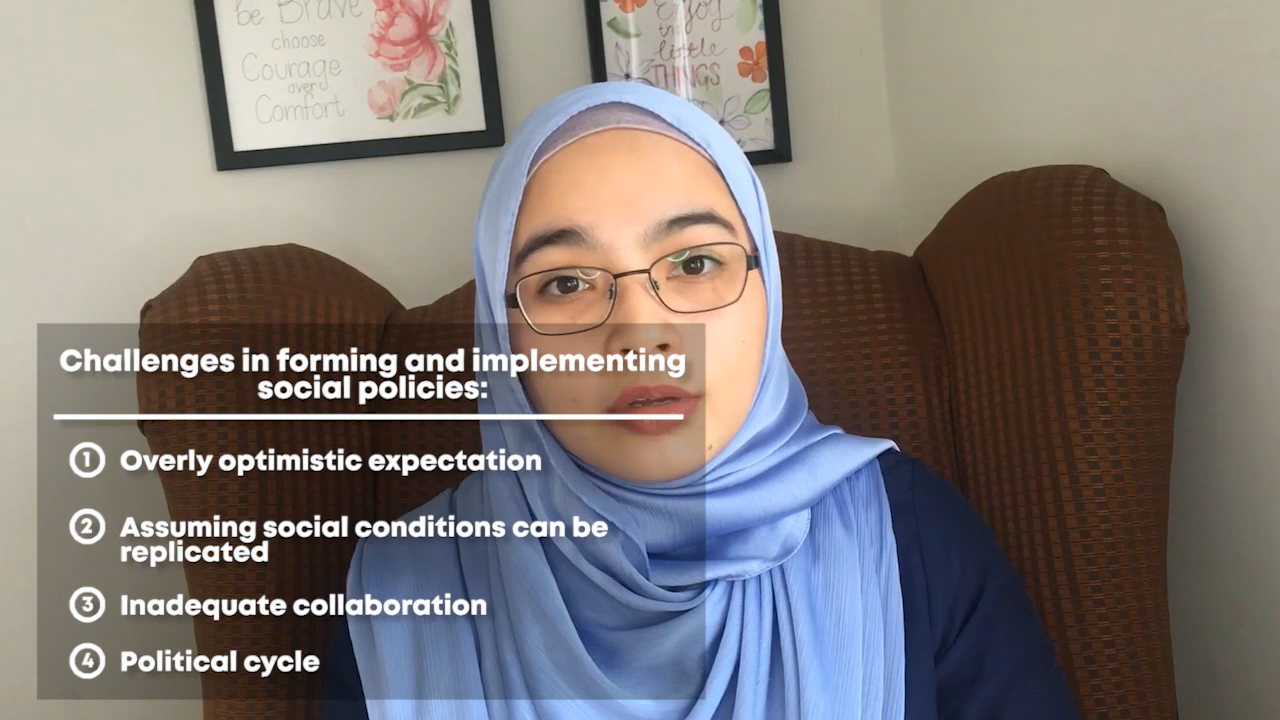 be Brave
choose
Courage
over
Comfort
Enjoy
the
little
THINGS
Challenges in forming and implementing
social policies:
1 Overly optimistic expectation
2 Assuming social conditions can be
replicated
3 Inadequate collaboration
4 Political cycle